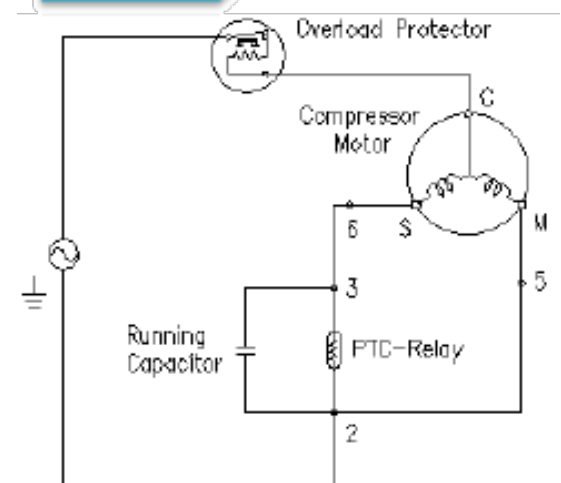 Overload Protector
C
Compressor
Motor
S
M
6
5
3
Running
Capacitor
PTC-Relay
2